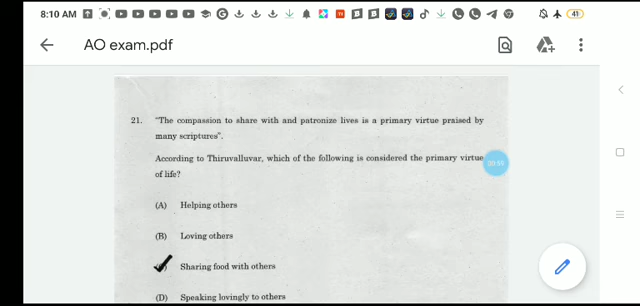 8:10 AM
41
AO exam.pdf
21. "The compassion to share with and patronize lives is a primary virtue praised by
many scriptures".
According to Thiruvalluvar, which of the following is considered the primary virtue
of life?
(A) Helping others
(B) Loving others
Sharing food with others
(D) Speaking lovingly to others